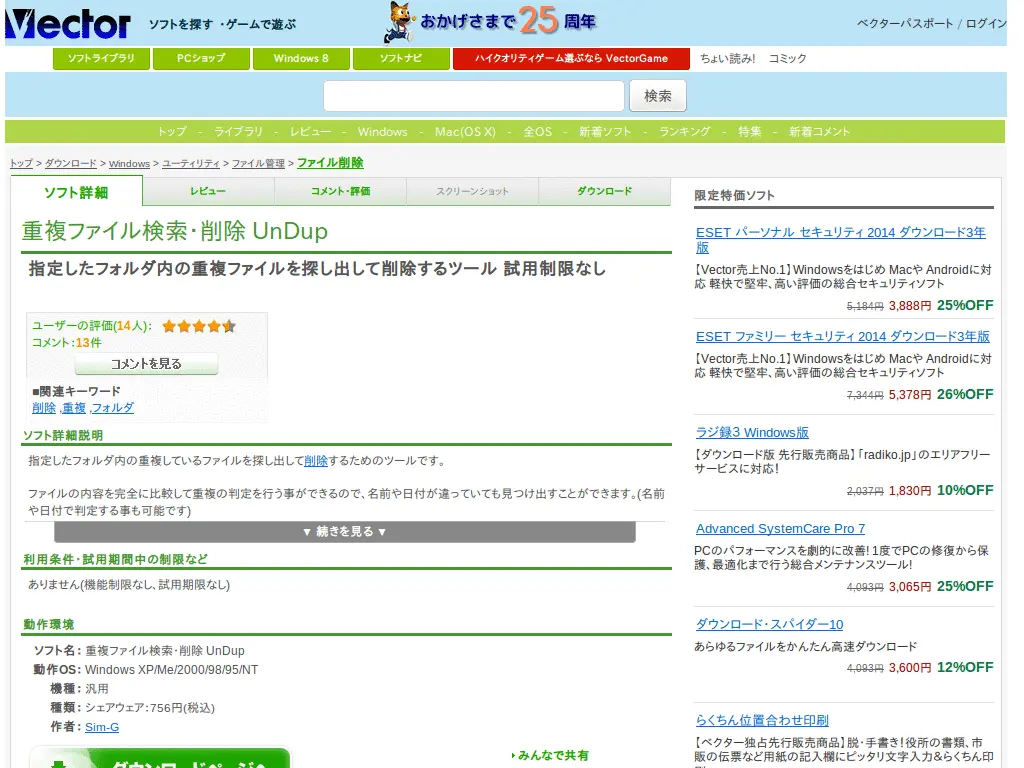 Vector
ソフトを探す ・ゲームで遊ぶ
おかげさまで25周年
ベクターパスポート / ログイン
ソフトライブラリ PCショップ Windows 8 ソフトナビ ハイクオリティゲーム選ぶなら VectorGame ちょい読み! コミック
検索
トップ - ライブラリ - レビュー - Windows - Mac(OS X) - 全OS - 新着ソフト - ランキング - 特集 - 新着コメント
トップ > ダウンロード > Windows > ユーティリティ > ファイル管理 > ファイル削除
ソフト詳細 レビュー コメント・評価 スクリーンショット ダウンロード
重複ファイル検索・削除 UnDup
指定したフォルダ内の重複ファイルを探し出して削除するツール 試用制限なし
ユーザーの評価(14人):
コメント:13件
コメントを見る
■関連キーワード
削除 ,重複 ,フォルダ
ソフト詳細説明
指定したフォルダ内の重複しているファイルを探し出して削除するためのツールです。
ファイルの内容を完全に比較して重複の判定を行う事ができるので、名前や日付が違っていても見つけ出すことができます。(名前
や日付で判定する事も可能です)
▼ 続きを見る ▼
利用条件・試用期間中の制限など
ありません(機能制限なし、試用期限なし)
動作環境
ソフト名: 重複ファイル検索・削除 UnDup
動作OS: Windows XP/Me/2000/98/95/NT
機種: 汎用
種類: シェアウェア:756円(税込)
作者: Sim-G
ダウンロードページへ
みんなで共有
限定特価ソフト
ESET パーソナル セキュリティ 2014 ダウンロード3年
版
【Vector売上No.1】Windowsをはじめ Macや Androidに対
応 軽快で堅牢、高い評価の総合セキュリティソフト
5,184円 3,888円 25%OFF
ESET ファミリー セキュリティ 2014 ダウンロード3年版
【Vector売上No.1】Windowsをはじめ Macや Androidに対
応 軽快で堅牢、高い評価の総合セキュリティソフト
7,344円 5,378円 26%OFF
ラジ録3 Windows版
【ダウンロード版 先行販売商品】「radiko.jp」のエリアフリー
サービスに対応!
2,037円 1,830円 10%OFF
Advanced SystemCare Pro 7
PCのパフォーマンスを劇的に改善! 1度でPCの修復から保
護、最適化まで行う総合メンテナンスツール!
4,093円 3,065円 25%OFF
ダウンロード・スパイダー10
あらゆるファイルをかんたん高速ダウンロード
4,093円 3,600円 12%OFF
らくちん位置合わせ印刷
【ベクター独占先行販売商品】脱・手書き! 役所の書類、市
販の伝票など用紙の記入欄にピッタリ文字入力&らくちん印